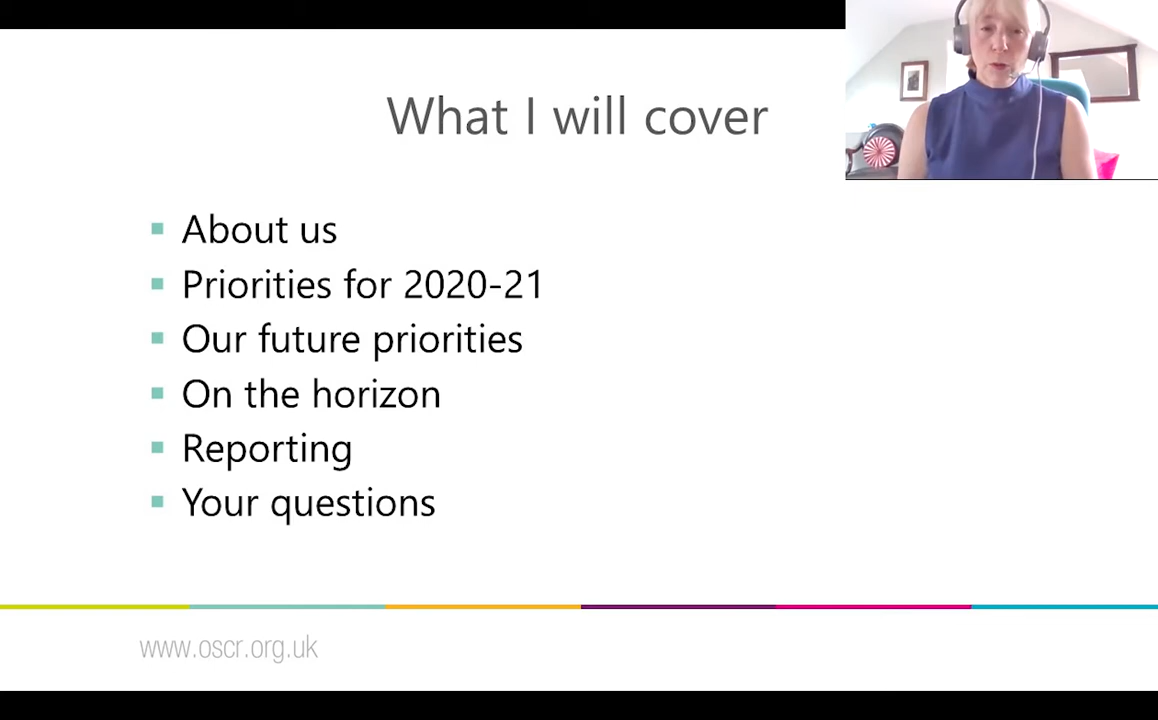 What I will cover
About us
Priorities for 2020-21
Our future priorities
On the horizon
Reporting
Your questions
www.oscr.org.uk